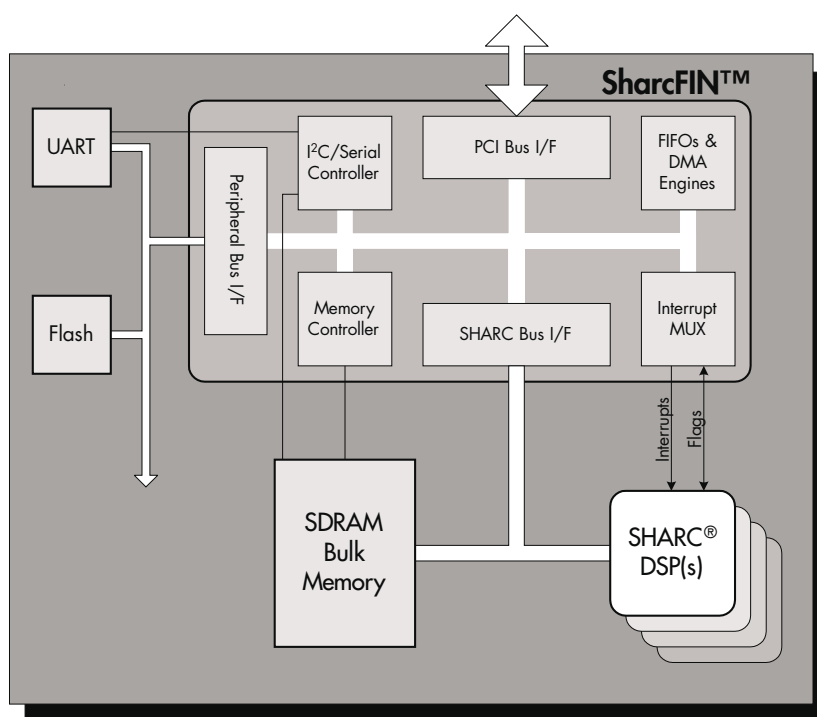 SharcFIN™
UART
I²C/Serial
Controller
PCI Bus I/F
FIFOs &
DMA
Engines
Peripheral Bus I/F
Flash
Memory
Controller
SHARC Bus I/F
Interrupt
MUX
Interrupts
Flags
SDRAM
Bulk
Memory
SHARC®
DSP(s)